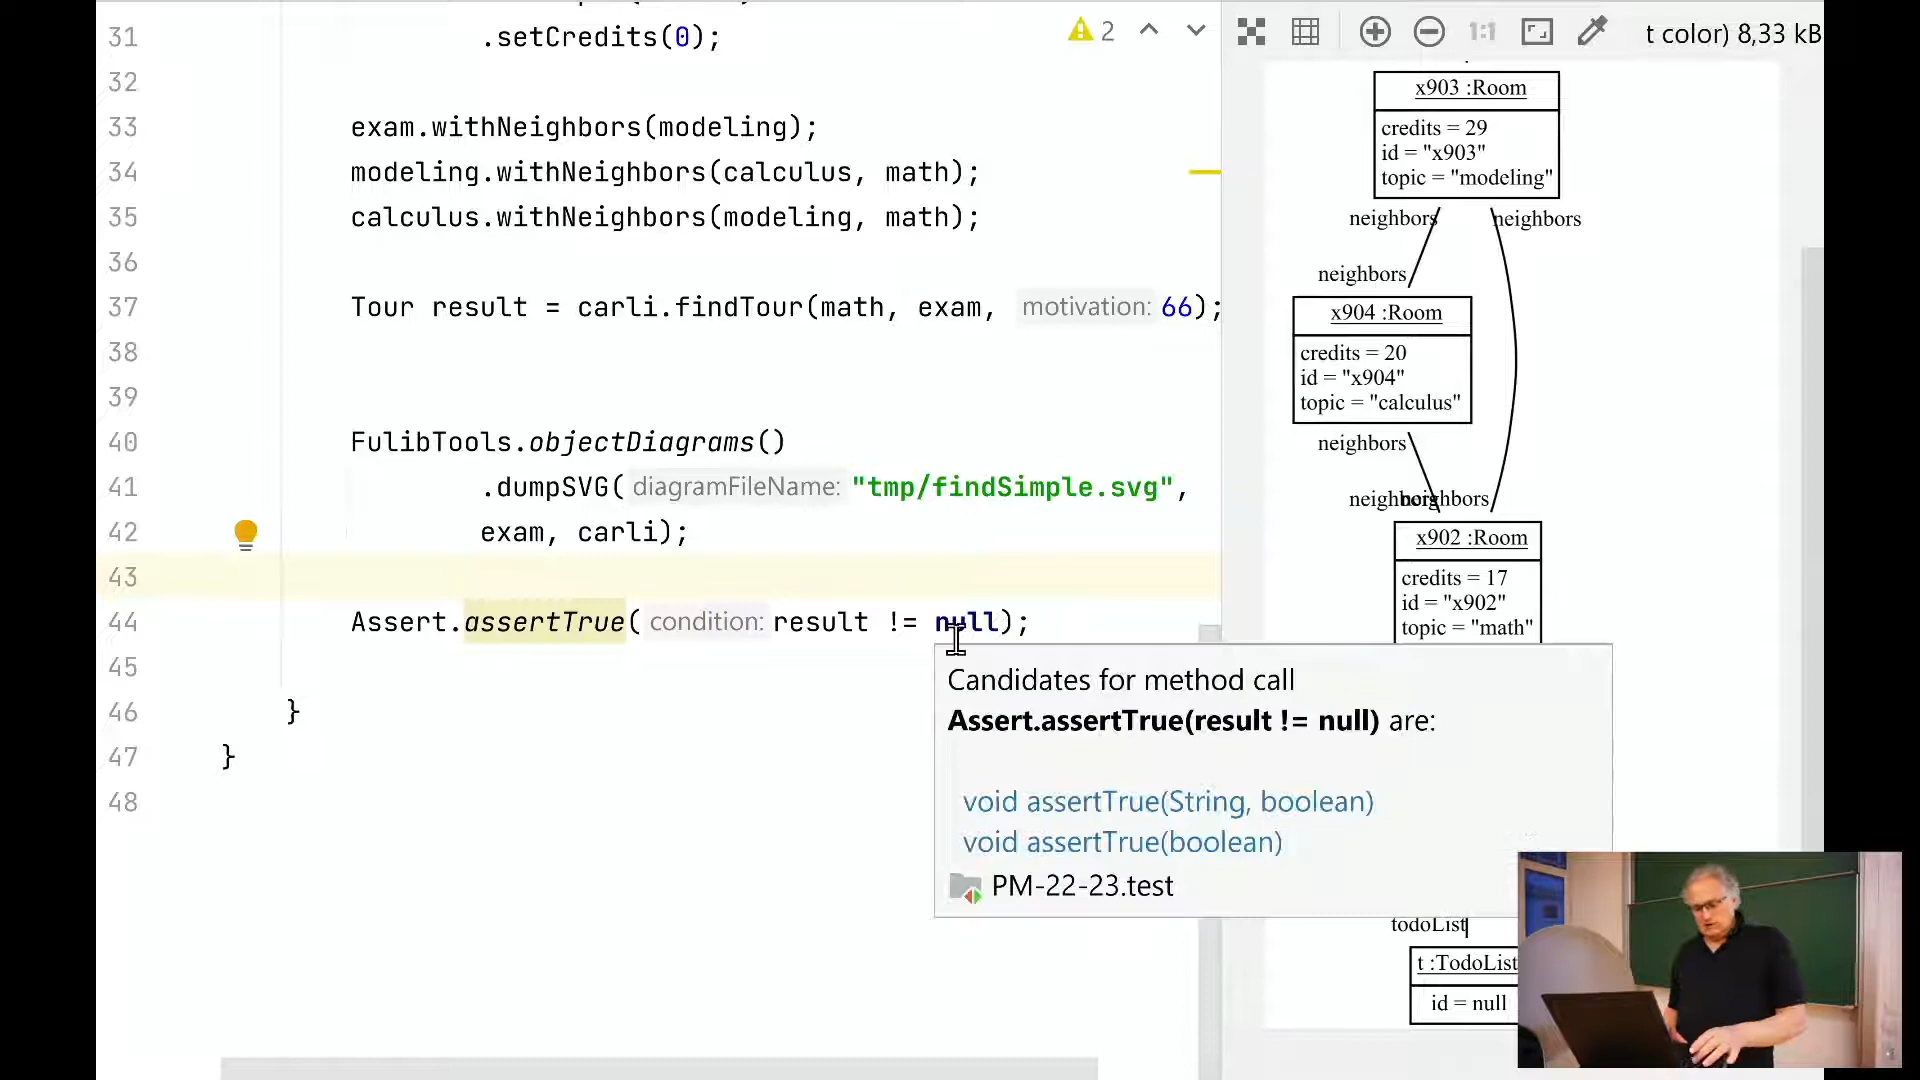 31 .setCredits(0);
2
32
33 exam.withNeighbors(modeling);
34 modeling.withNeighbors(calculus, math);
35 calculus.withNeighbors(modeling, math);
36
37 Tour result = carli.findTour(math, exam, motivation: 66);
38
39
40 FulibTools.objectDiagrams()
41 .dumpSVG( diagramFileName: "tmp/findSimple.svg",
42 exam, carli);
43
44 Assert.assertTrue( condition: result != null);
45
46 }
47 }
48
Candidates for method call
Assert.assertTrue(result != null) are:
void assertTrue(String, boolean)
void assertTrue(boolean)
PM-22-23.test
1:1
t color) 8,33 kB
x903 :Room
credits = 29
id = "x903"
topic = "modeling"
neighbors neighbors
neighbors
x904 :Room
credits = 20
id = "x904"
topic = "calculus"
neighbors
neighbors neighbors
x902 :Room
credits = 17
id = "x902"
topic = "math"
todoList
t :TodoList
id = null